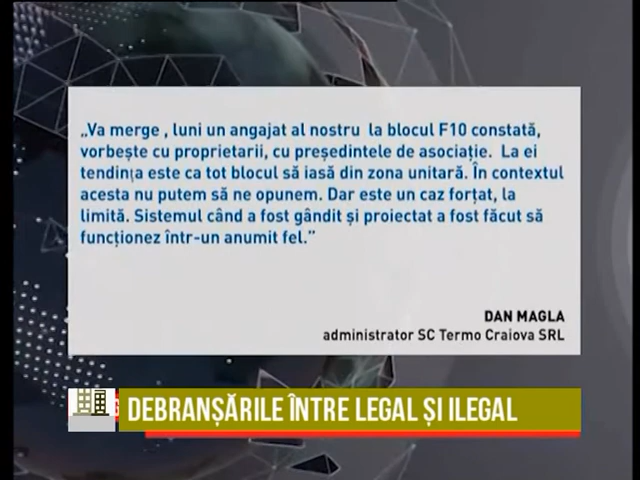 „Va merge , luni un angajat al nostru la blocul F10 constată,
vorbește cu proprietarii, cu președintele de asociație. La ei
tendința este ca tot blocul să iasă din zona unitară. În contextul
acesta nu putem să ne opunem. Dar este un caz forțat, la
limită. Sistemul când a fost gândit și proiectat a fost făcut să
funcționez într-un anumit fel.”
DAN MAGLA
administrator SC Termo Craiova SRL
DEBRANȘĂRILE ÎNTRE LEGAL ȘI ILEGAL